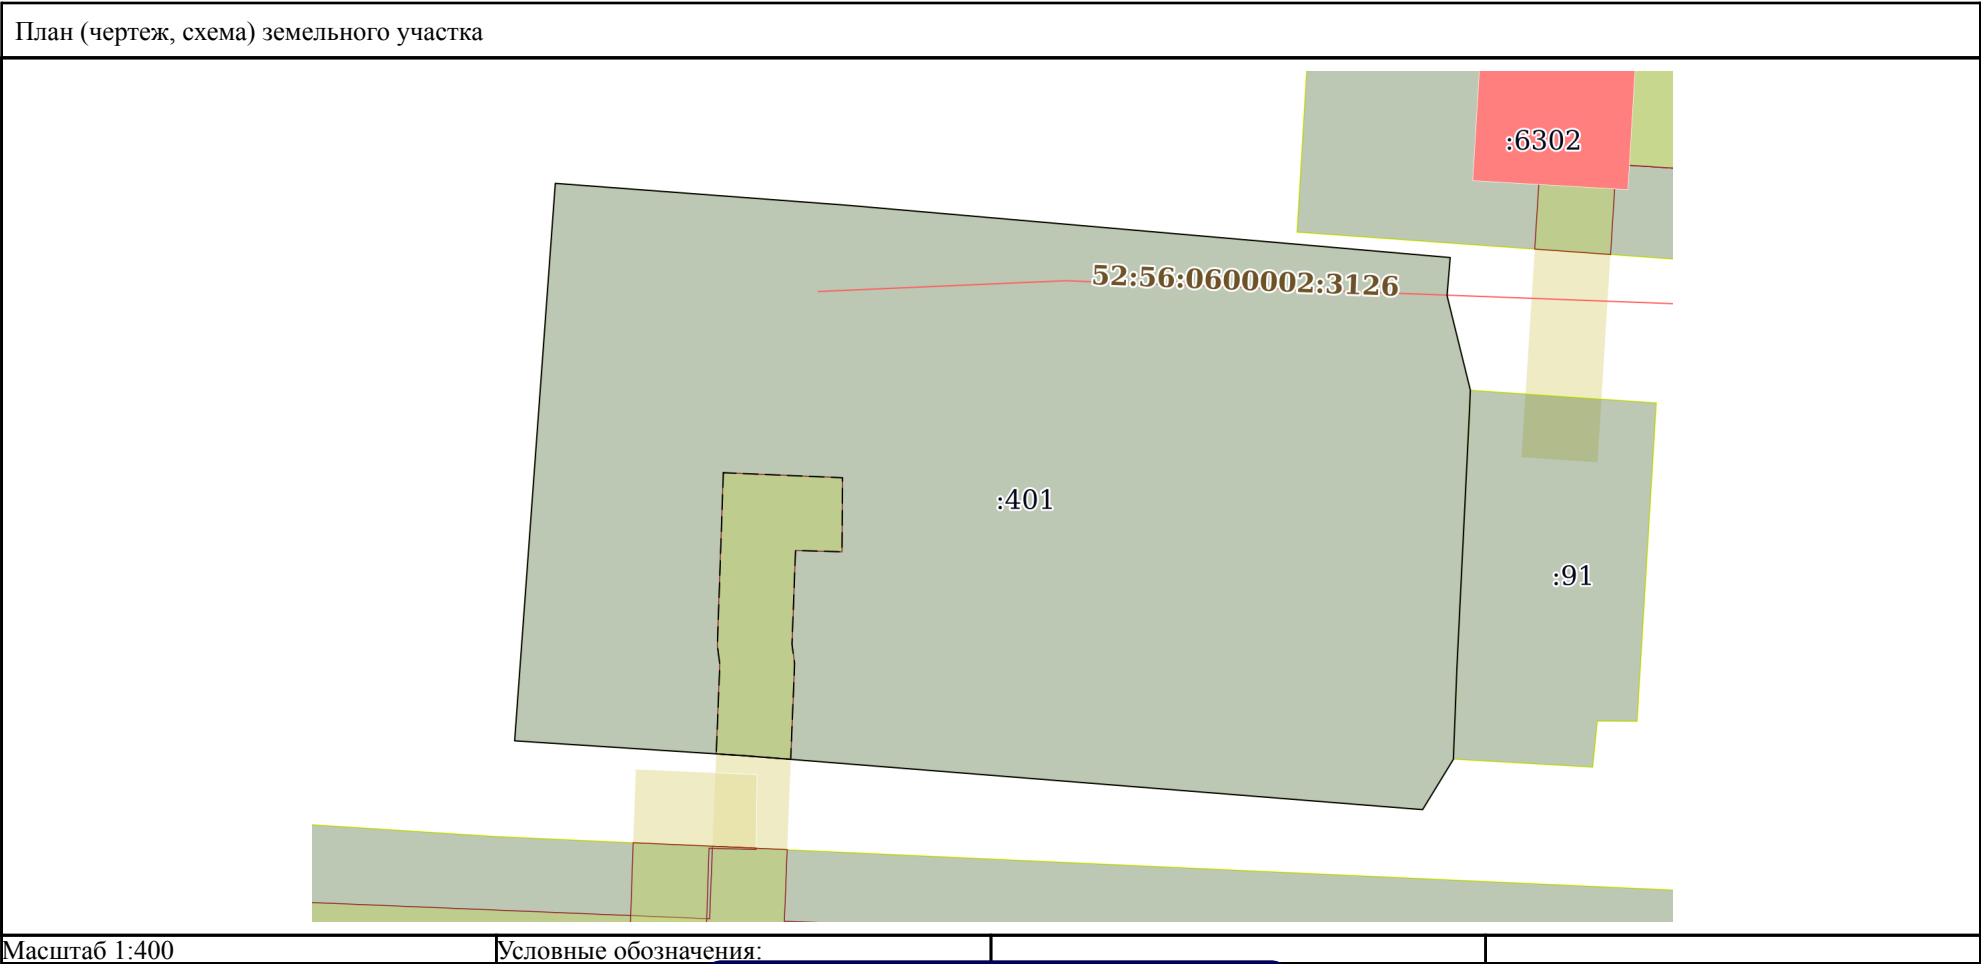 План (чертеж, схема) земельного участка
:6302
52:56:0600002:3126
:401
:91
Масштаб 1:400
Условные обозначения: